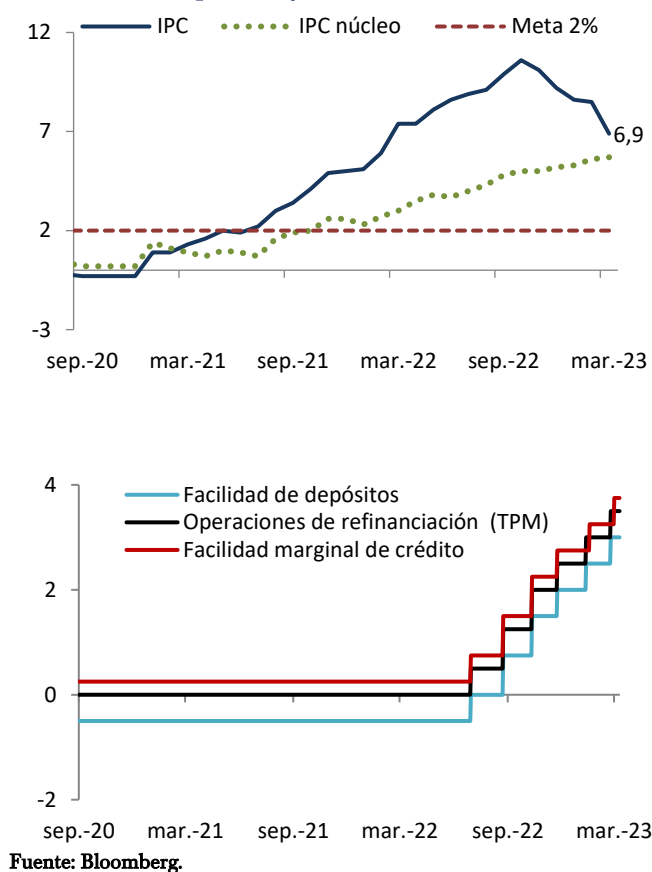 IPC IPC núcleo Meta 2%
12
7
2
-3
6,9
sep.-20 mar.-21 sep.-21 mar.-22 sep.-22 mar.-23
4
2
0
-2
Facilidad de depósitos
Operaciones de refinanciación (TPM)
Facilidad marginal de crédito
sep.-20 mar.-21 sep.-21 mar.-22 sep.-22 mar.-23
Fuente: Bloomberg.